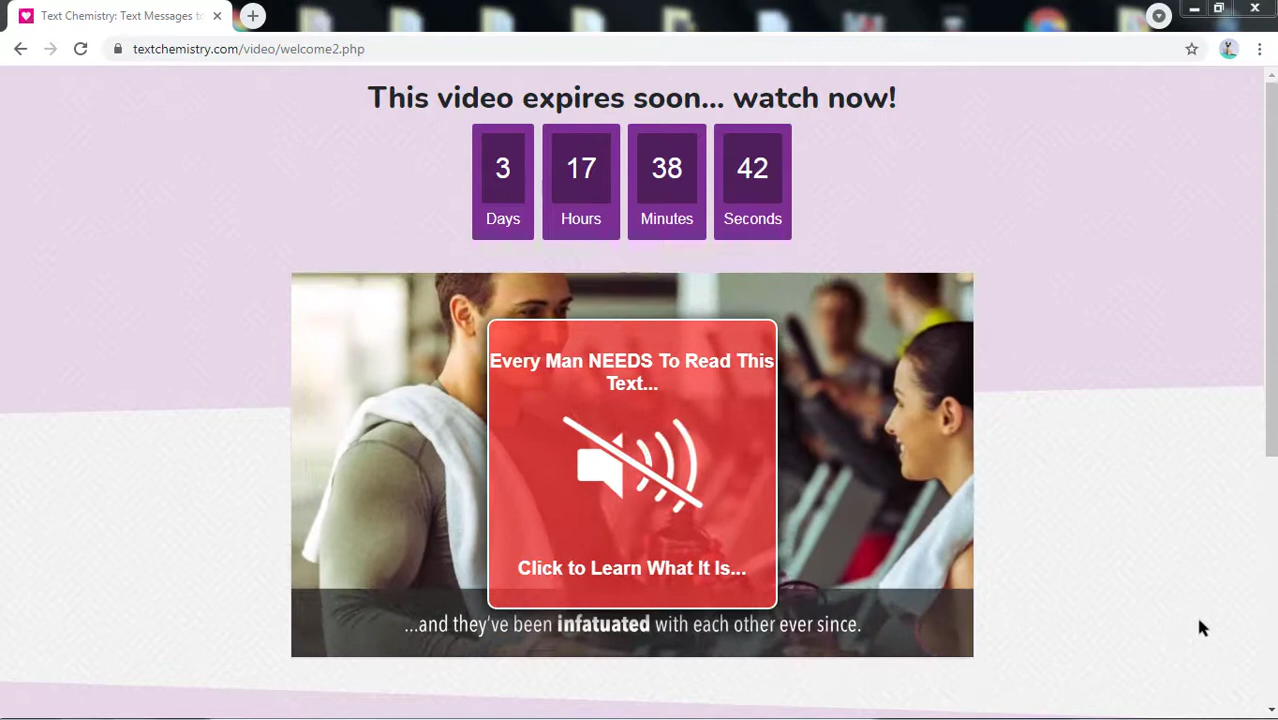 Text Chemistry: Text Messages to
textchemistry.com/video/welcome2.php
This video expires soon... watch now!
3 17 38 42
Days Hours Minutes Seconds
Every Man NEEDS To Read This
Text...
Click to Learn What It Is...
...and they've been infatuated with each other ever since.